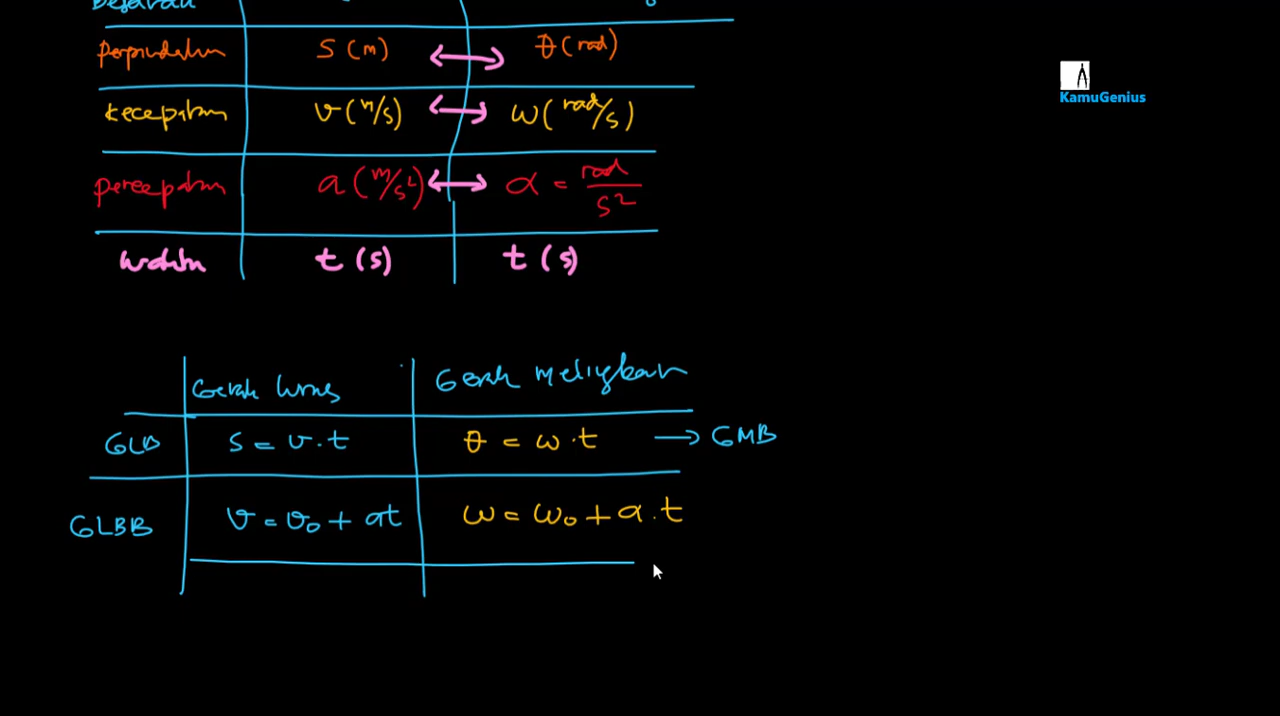 Besaran
Perpindahan S (m) ↔ θ (rad)
Kecepatan v (m/s) ↔ ω (rad/s)
percepatan a (m/s²) ↔ α = rad/s²
waktu t (s) t (s)
Gerak lurus Gerak melingkar
GLB S = v . t θ = ω . t → GMB
GLBB v = v₀ + at ω = ω₀ + α . t
KamuGenius